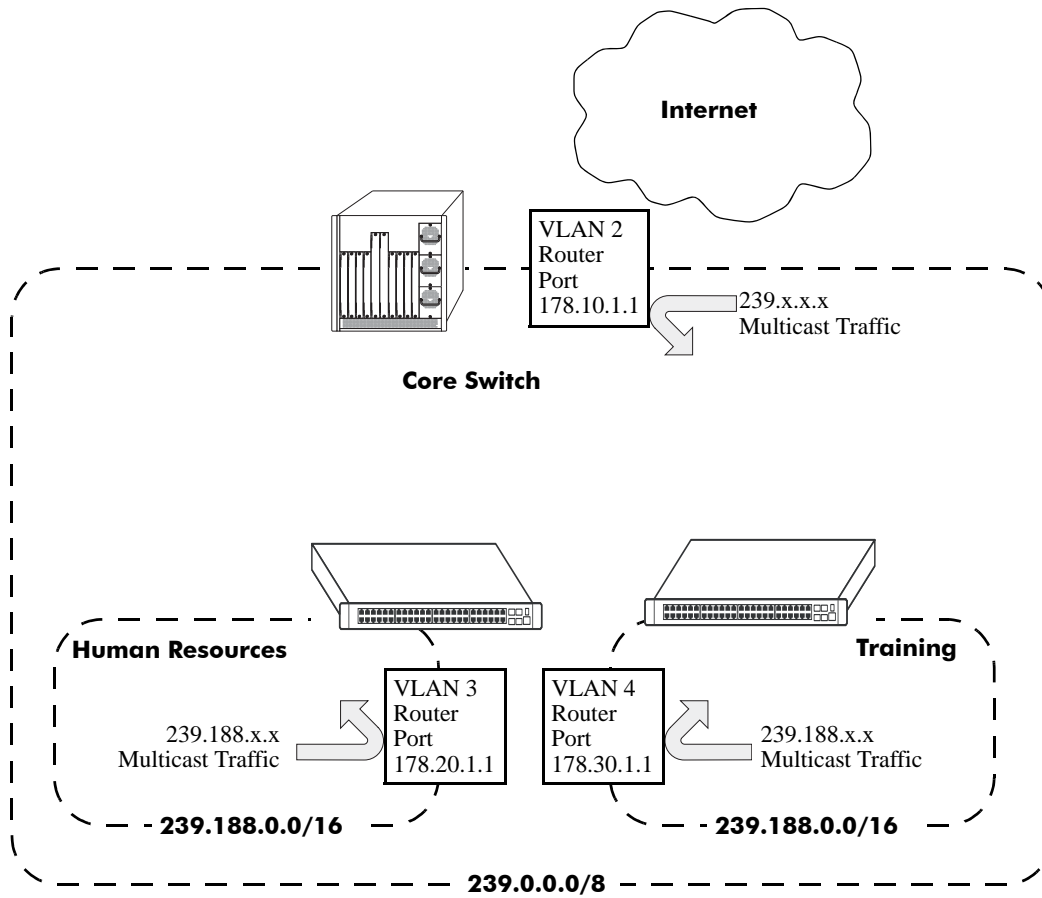 Internet
VLAN 2
Router
Port
178.10.1.1
239.x.x.x
Multicast Traffic
Core Switch
Human Resources
Training
VLAN 3
Router
Port
178.20.1.1
VLAN 4
Router
Port
178.30.1.1
239.188.x.x
Multicast Traffic
239.188.x.x
Multicast Traffic
239.188.0.0/16
239.188.0.0/16
239.0.0.0/8